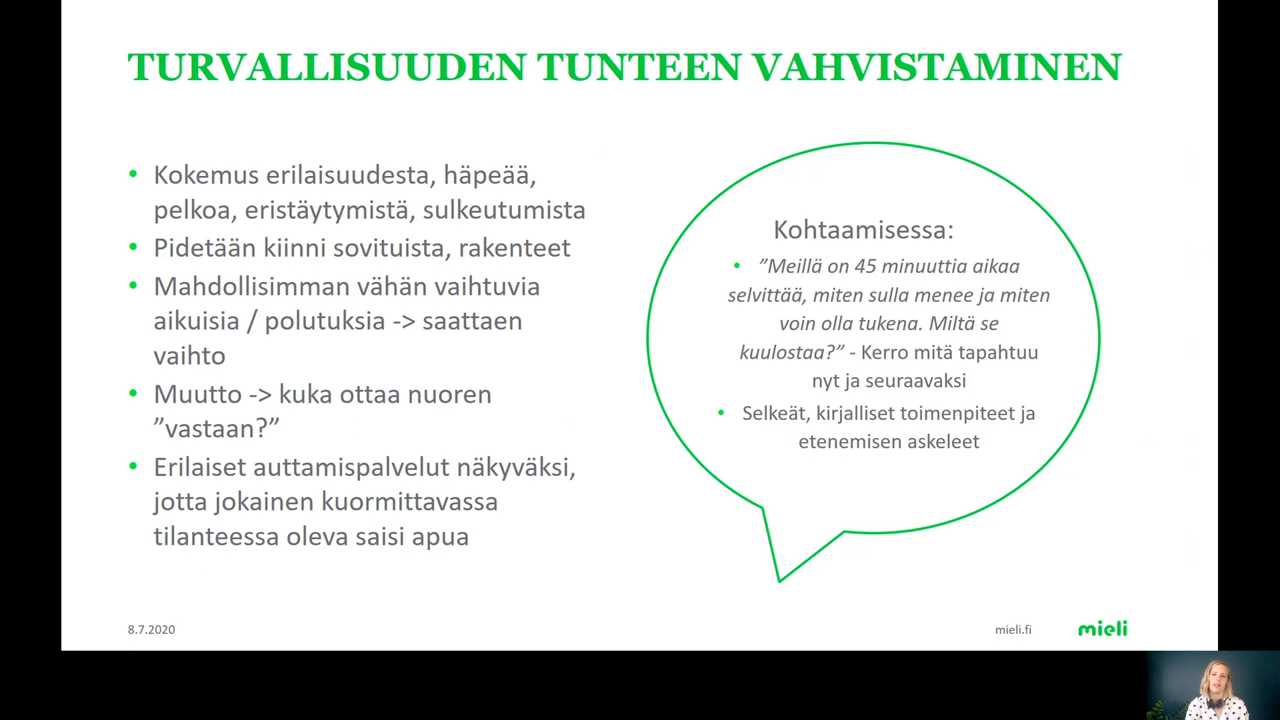 TURVALLISUUDEN TUNTEEN VAHVISTAMINEN
• Kokemus erilaisuudesta, häpeää,
pelkoa, eristäytymistä, sulkeutumista
• Pidetään kiinni sovituista, rakenteet
• Mahdollisimman vähän vaihtuvia
aikuisia / polutuksia -> saattaen
vaihto
• Muutto -> kuka ottaa nuoren
”vastaan?”
• Erilaiset auttamispalvelut näkyväksi,
jotta jokainen kuormittavassa
tilanteessa oleva saisi apua
Kohtaamisessa:
• ”Meillä on 45 minuuttia aikaa
selvittää, miten sulla menee ja miten
voin olla tukena. Miltä se
kuulostaa?” - Kerro mitä tapahtuu
nyt ja seuraavaksi
• Selkeät, kirjalliset toimenpiteet ja
etenemisen askeleet
8.7.2020
mieli.fi
mieli